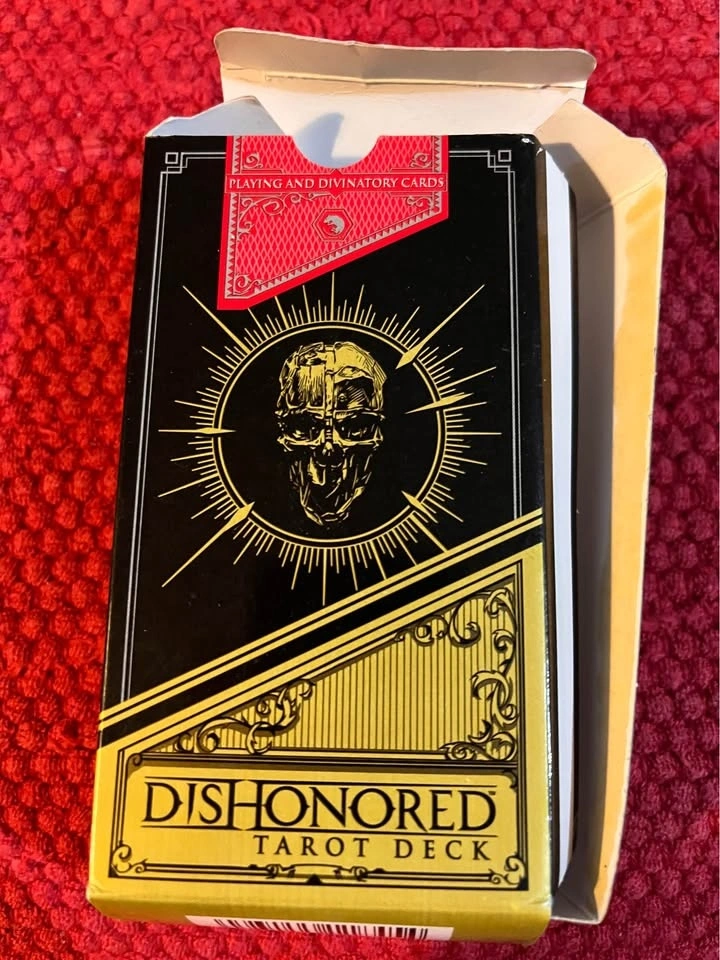 PLAYING AND DIVINATORY CARDS
DISHONORED
TAROT DECK